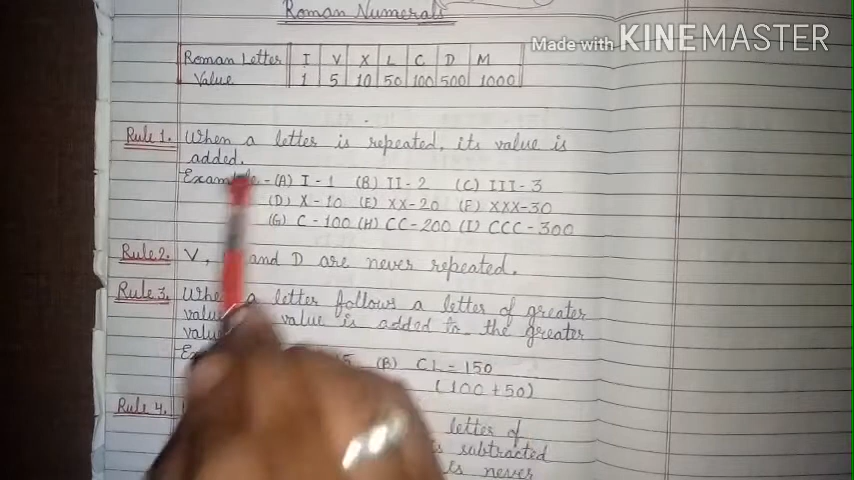 Roman Numerals
Made with KINEMASTER
Roman Letter I V X L C D M
Value 1 5 10 50 100 500 1000
Rule 1. When a letter is repeated, its value is
added.
Example - (A) I - 1 (B) II - 2 (C) III - 3
(D) X - 10 (E) XX - 20 (F) XXX - 30
(G) C - 100 (H) CC - 200 (I) CCC - 300
Rule 2. V, and D are never repeated.
Rule 3. When a letter follows a letter of greater
value value is added to the greater
value
(B) CL = 150
(100 + 50)
Rule 4.
letter of
subtracted
is never